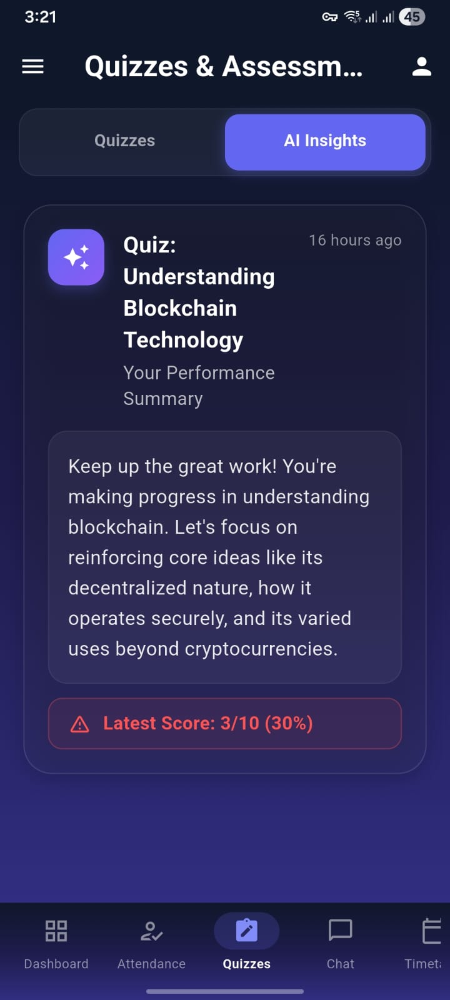 3:21
5
45
Quizzes & Assessm...
Quizzes
AI Insights
Quiz:
Understanding
Blockchain
Technology
16 hours ago
Your Performance
Summary
Keep up the great work! You're
making progress in understanding
blockchain. Let's focus on
reinforcing core ideas like its
decentralized nature, how it
operates securely, and its varied
uses beyond cryptocurrencies.
Latest Score: 3/10 (30%)
Dashboard
Attendance
Quizzes
Chat
Timeta